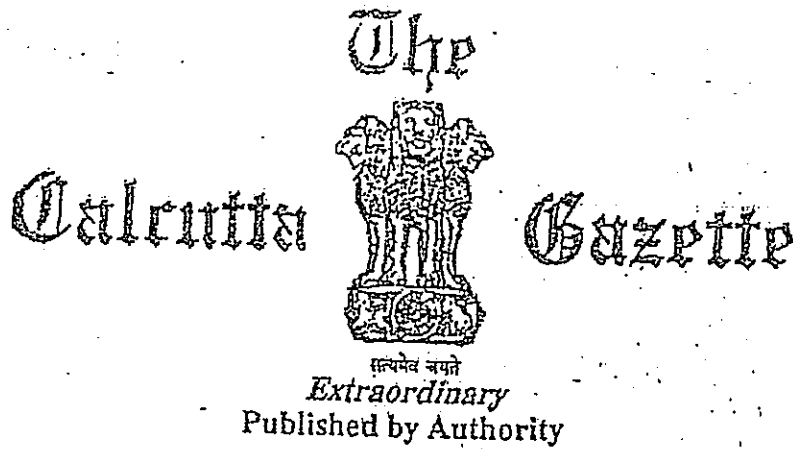 The
Calcutta Gazette
सत्यमेव जयते
Extraordinary
Published by Authority